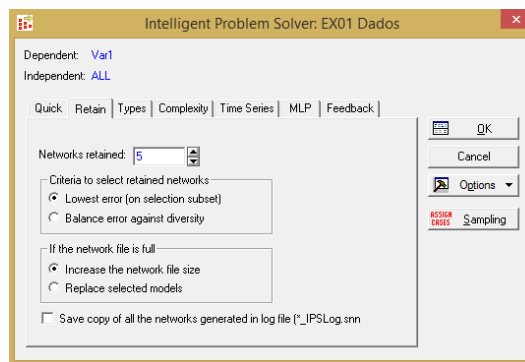 Intelligent Problem Solver: EX01 Dados
Dependent: Var1
Independent: ALL
Quick Retain Types Complexity Time Series MLP Feedback
Networks retained: 5
Criteria to select retained networks
Lowest error (on selection subset)
Balance error against diversity
If the network file is full
Increase the network file size
Replace selected models
Save copy of all the networks generated in log file (*_IPSLog.snn
OK
Cancel
Options
ASSIGN CASES Sampling